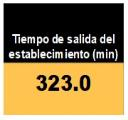 Tiempo de salida del
establecimiento (min)
323.0